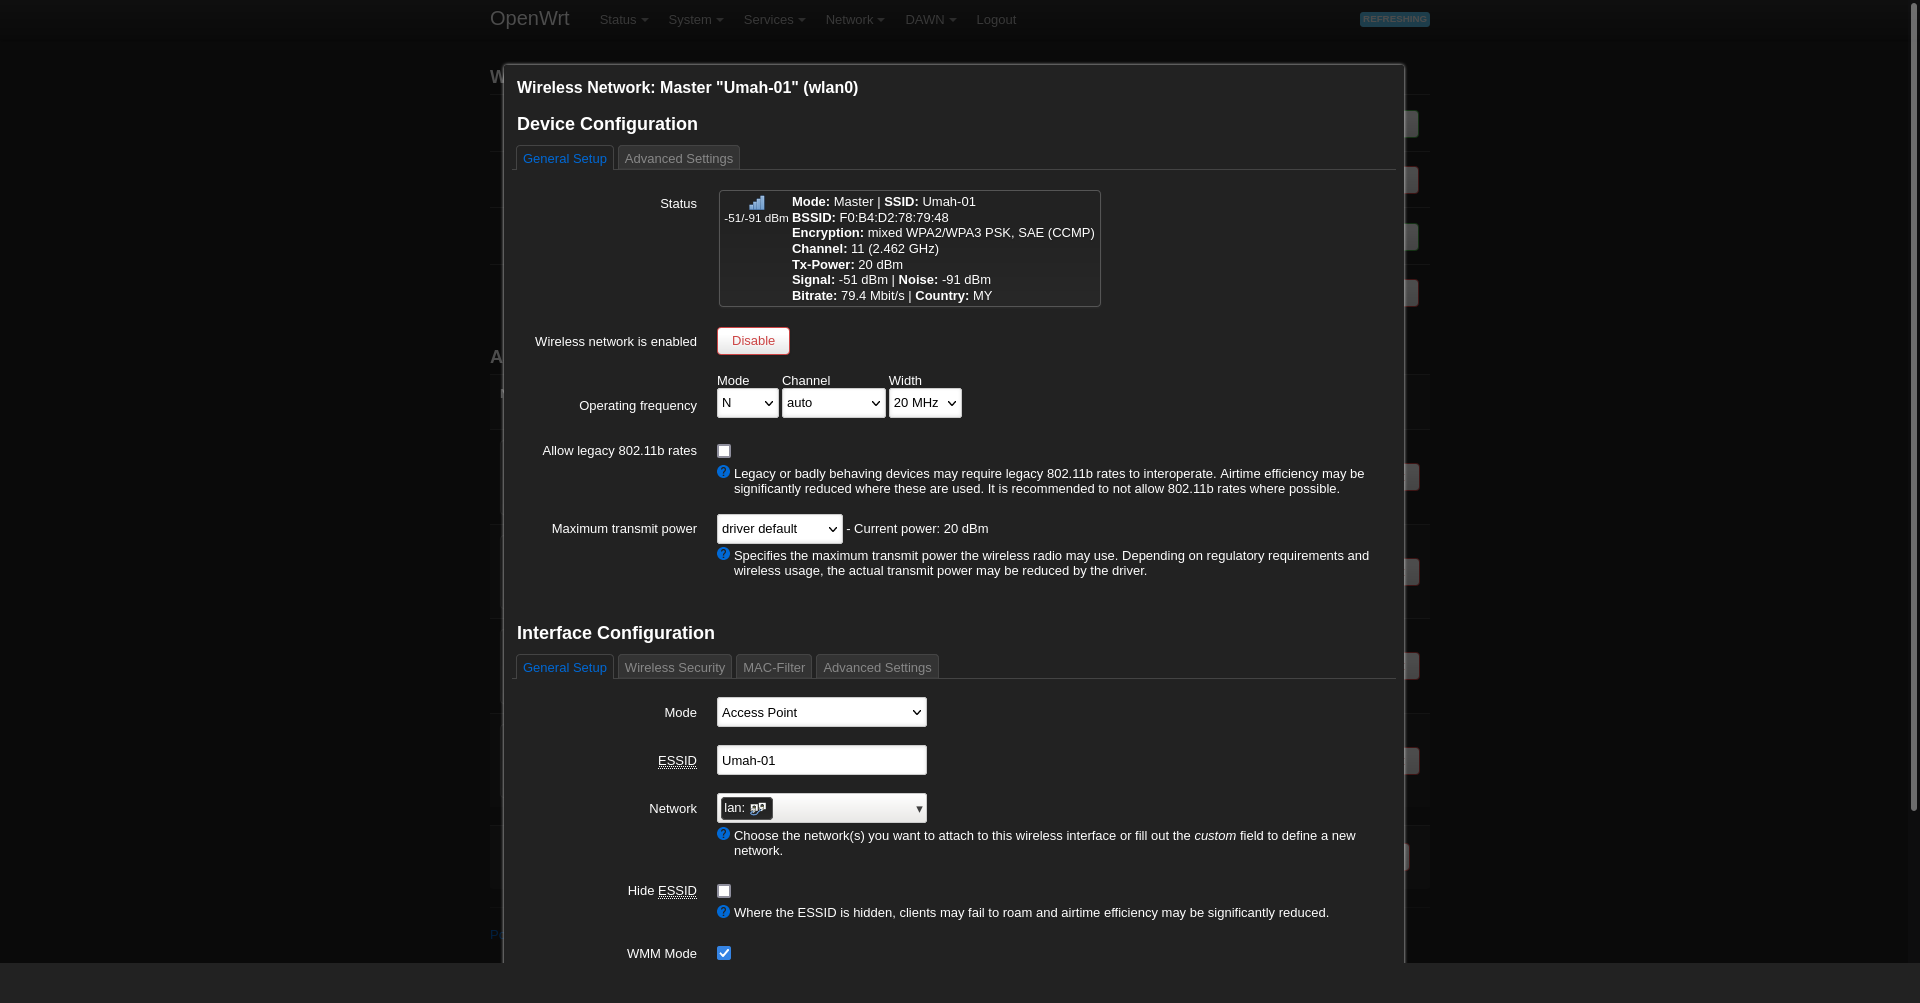 OpenWrt Status System Services Network DAWN Logout REFRESHING
Wireless Network: Master "Umah-01" (wlan0)
Device Configuration
General Setup Advanced Settings
Status
-51/-91 dBm
Mode: Master | SSID: Umah-01
BSSID: F0:B4:D2:78:79:48
Encryption: mixed WPA2/WPA3 PSK, SAE (CCMP)
Channel: 11 (2.462 GHz)
Tx-Power: 20 dBm
Signal: -51 dBm | Noise: -91 dBm
Bitrate: 79.4 Mbit/s | Country: MY
Wireless network is enabled Disable
Mode Channel Width
Operating frequency N auto 20 MHz
Allow legacy 802.11b rates
Legacy or badly behaving devices may require legacy 802.11b rates to interoperate. Airtime efficiency may be
significantly reduced where these are used. It is recommended to not allow 802.11b rates where possible.
Maximum transmit power driver default - Current power: 20 dBm
Specifies the maximum transmit power the wireless radio may use. Depending on regulatory requirements and
wireless usage, the actual transmit power may be reduced by the driver.
Interface Configuration
General Setup Wireless Security MAC-Filter Advanced Settings
Mode Access Point
ESSID Umah-01
Network lan:
Choose the network(s) you want to attach to this wireless interface or fill out the custom field to define a new
network.
Hide ESSID
Where the ESSID is hidden, clients may fail to roam and airtime efficiency may be significantly reduced.
WMM Mode